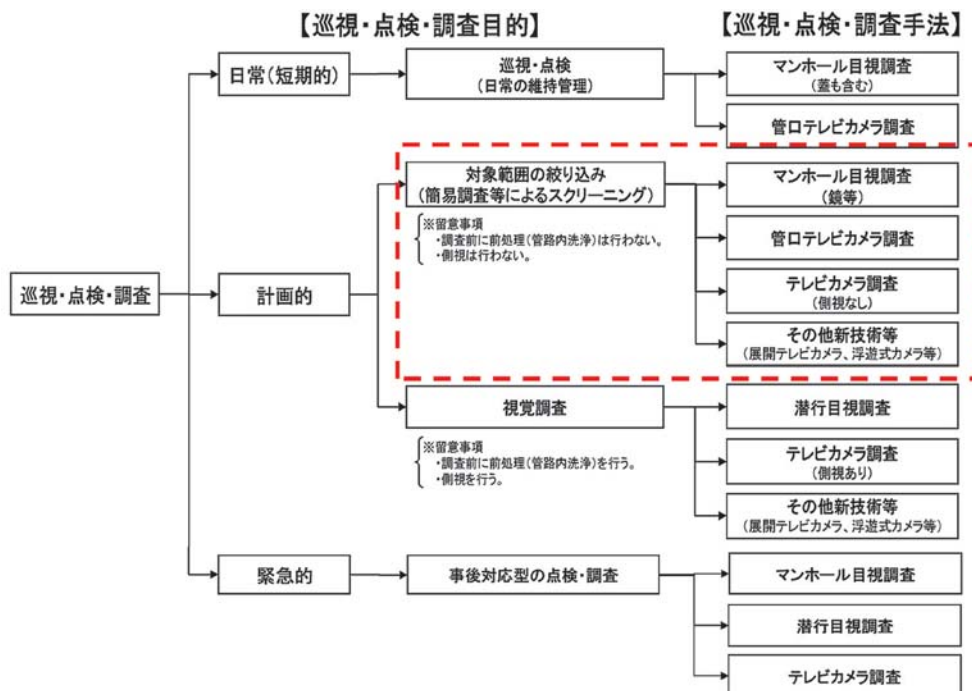 【巡視・点検・調査目的】
【巡視・点検・調査手法】
巡視・点検・調査
日常(短期的)
巡視・点検
(日常の維持管理)
マンホール目視調査
(蓋も含む)
管口テレビカメラ調査
計画的
対象範囲の絞り込み
(簡易調査等によるスクリーニング)
※留意事項
・調査前に前処理(管路内洗浄)は行わない。
・側視は行わない。
マンホール目視調査
(鏡等)
管口テレビカメラ調査
テレビカメラ調査
(側視なし)
その他新技術等
(展開テレビカメラ、浮遊式カメラ等)
視覚調査
※留意事項
・調査前に前処理(管路内洗浄)を行う。
・側視を行う。
潜行目視調査
テレビカメラ調査
(側視あり)
その他新技術等
(展開テレビカメラ、浮遊式カメラ等)
緊急的
事後対応型の点検・調査
マンホール目視調査
潜行目視調査
テレビカメラ調査